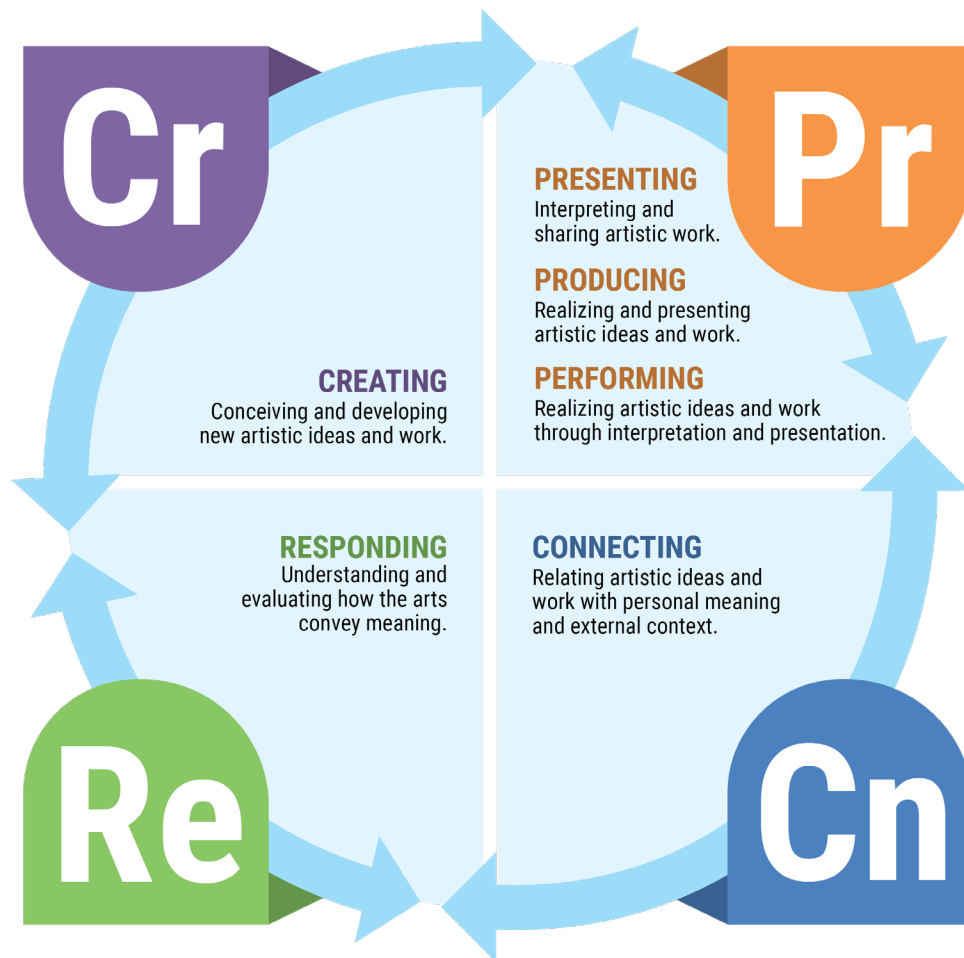 Cr
CREATING
Conceiving and developing
new artistic ideas and work.
Pr
PRESENTING
Interpreting and
sharing artistic work.
PRODUCING
Realizing and presenting
artistic ideas and work.
PERFORMING
Realizing artistic ideas and work
through interpretation and presentation.
RESPONDING
Understanding and
evaluating how the arts
convey meaning.
Re
CONNECTING
Relating artistic ideas and
work with personal meaning
and external context.
Cn